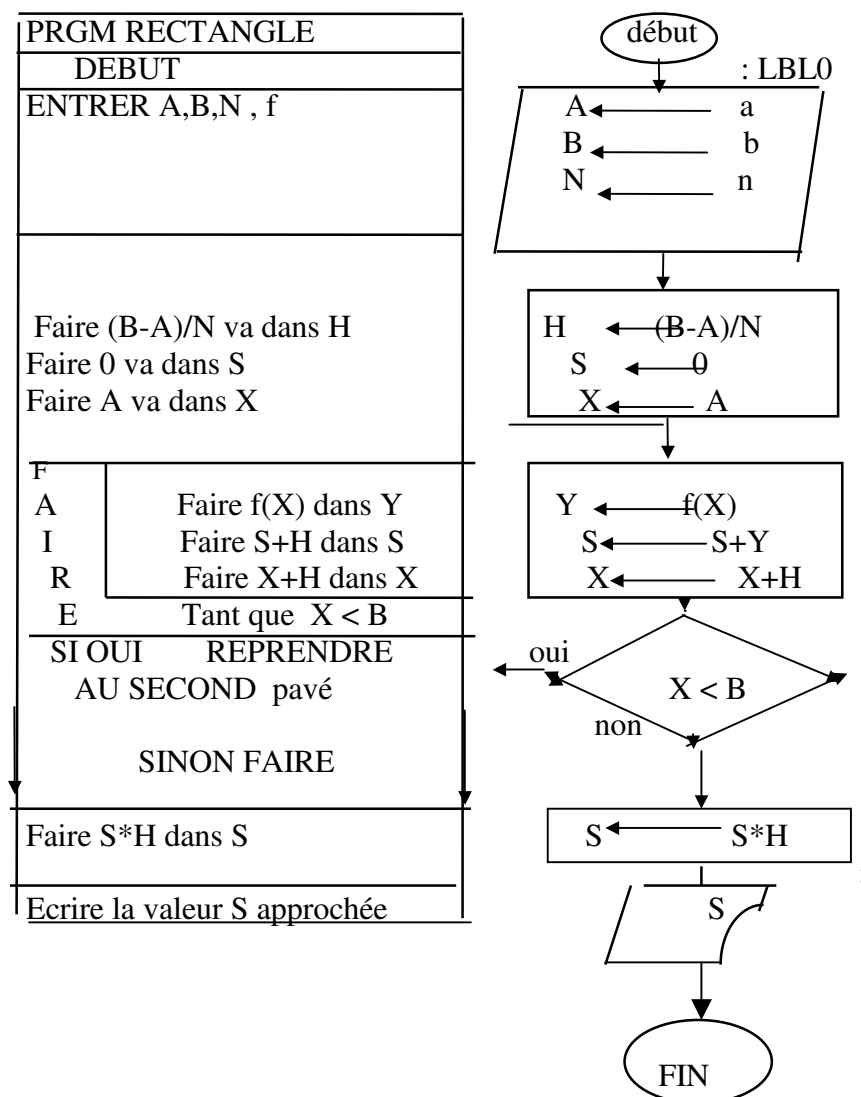 PRGM RECTANGLE
DEBUT
ENTRER A,B,N , f
Faire (B-A)/N va dans H
Faire 0 va dans S
Faire A va dans X
F
A Faire f(X) dans Y
I Faire S+H dans S
R Faire X+H dans X
E Tant que X < B
SI OUI REPRENDRE
AU SECOND pavé
SINON FAIRE
Faire S*H dans S
Ecrire la valeur S approchée
début
: LBL0
A a
B b
N n
H (B-A)/N
S 0
X A
Y f(X)
S S+Y
X X+H
oui
X < B
non
S S*H
S
FIN